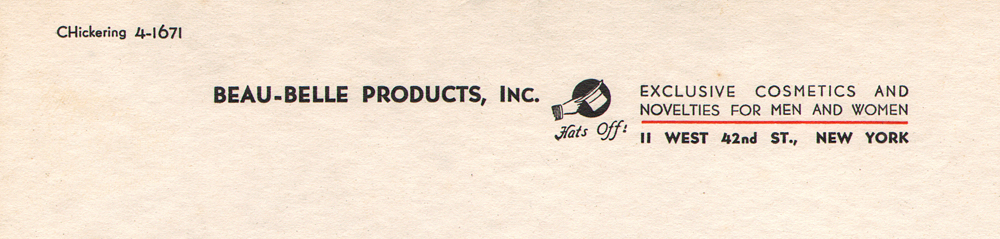 CHickering 4-1671
BEAU-BELLE PRODUCTS, INC.
Hats Off!
EXCLUSIVE COSMETICS AND
NOVELTIES FOR MEN AND WOMEN
11 WEST 42nd ST., NEW YORK